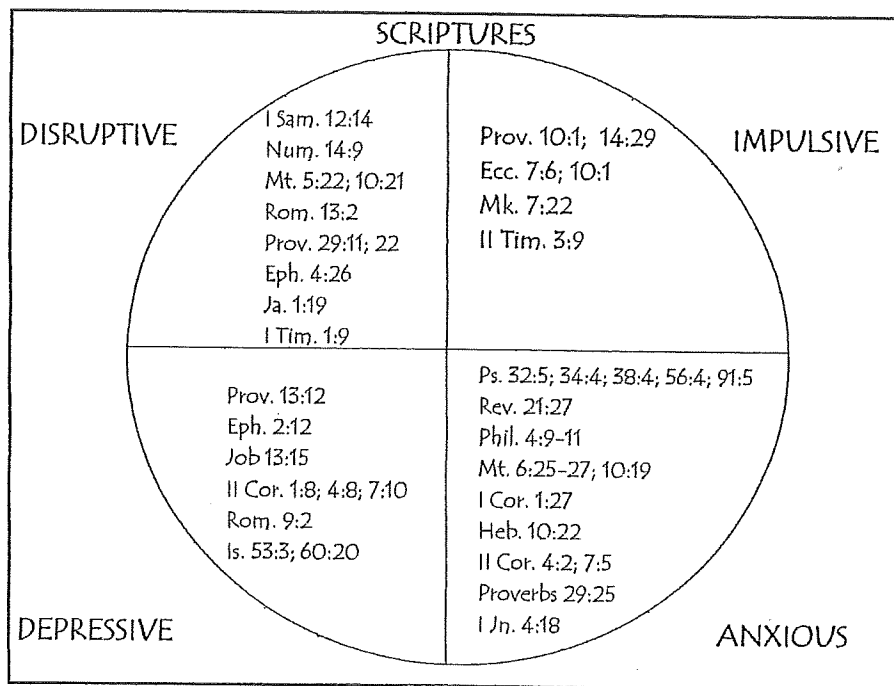 SCRIPTURES
DISRUPTIVE
I Sam. 12:14
Num. 14:9
Mt. 5:22; 10:21
Rom. 13:2
Prov. 29:11; 22
Eph. 4:26
Ja. 1:19
I Tim. 1:9
IMPULSIVE
Prov. 10:1; 14:29
Ecc. 7:6; 10:1
Mk. 7:22
II Tim. 3:9
Prov. 13:12
Eph. 2:12
Job 13:15
II Cor. 1:8; 4:8; 7:10
Rom. 9:2
Is. 53:3; 60:20
DEPRESSIVE
Ps. 32:5; 34:4; 38:4; 56:4; 91:5
Rev. 21:27
Phil. 4:9-11
Mt. 6:25-27; 10:19
I Cor. 1:27
Heb. 10:22
II Cor. 4:2; 7:5
Proverbs 29:25
I Jn. 4:18
ANXIOUS